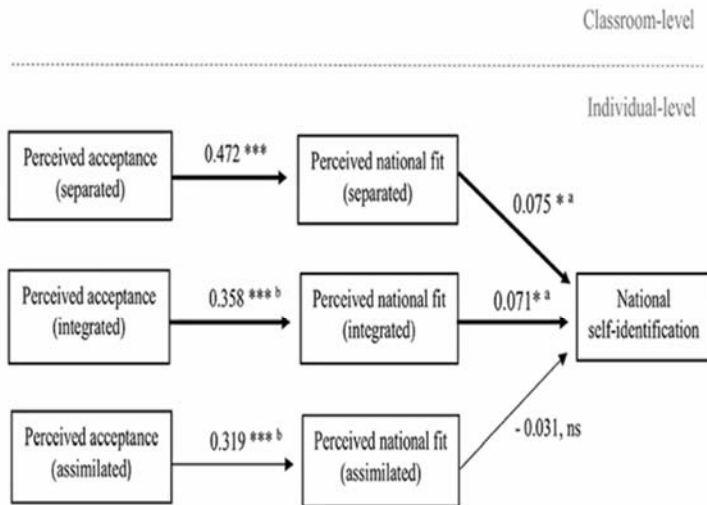 Classroom-level
Individual-level
Perceived acceptance
(separated)
0.472 ***
Perceived national fit
(separated)
0.075 * a
Perceived acceptance
(integrated)
0.358 *** b
Perceived national fit
(integrated)
0.071* a
National
self-identification
Perceived acceptance
(assimilated)
0.319 *** b
Perceived national fit
(assimilated)
- 0.031, ns